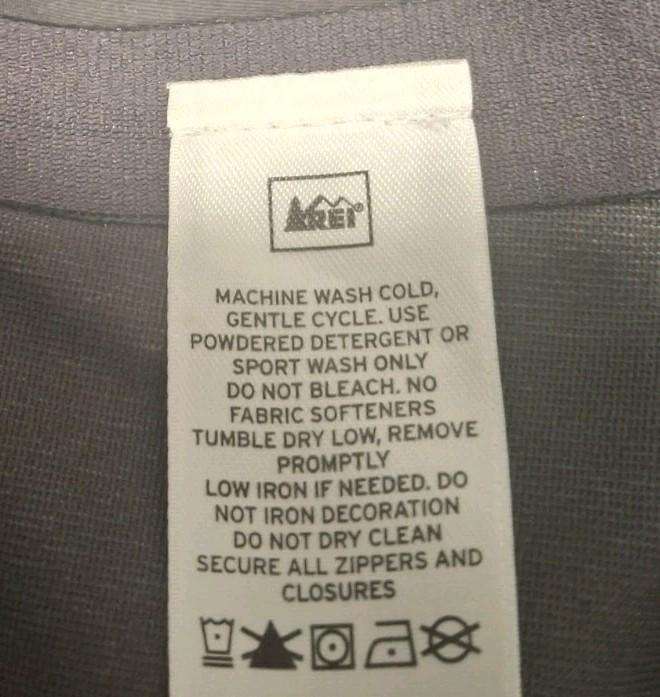 REI®
MACHINE WASH COLD,
GENTLE CYCLE. USE
POWDERED DETERGENT OR
SPORT WASH ONLY
DO NOT BLEACH. NO
FABRIC SOFTENERS
TUMBLE DRY LOW, REMOVE
PROMPTLY
LOW IRON IF NEEDED. DO
NOT IRON DECORATION
DO NOT DRY CLEAN
SECURE ALL ZIPPERS AND
CLOSURES